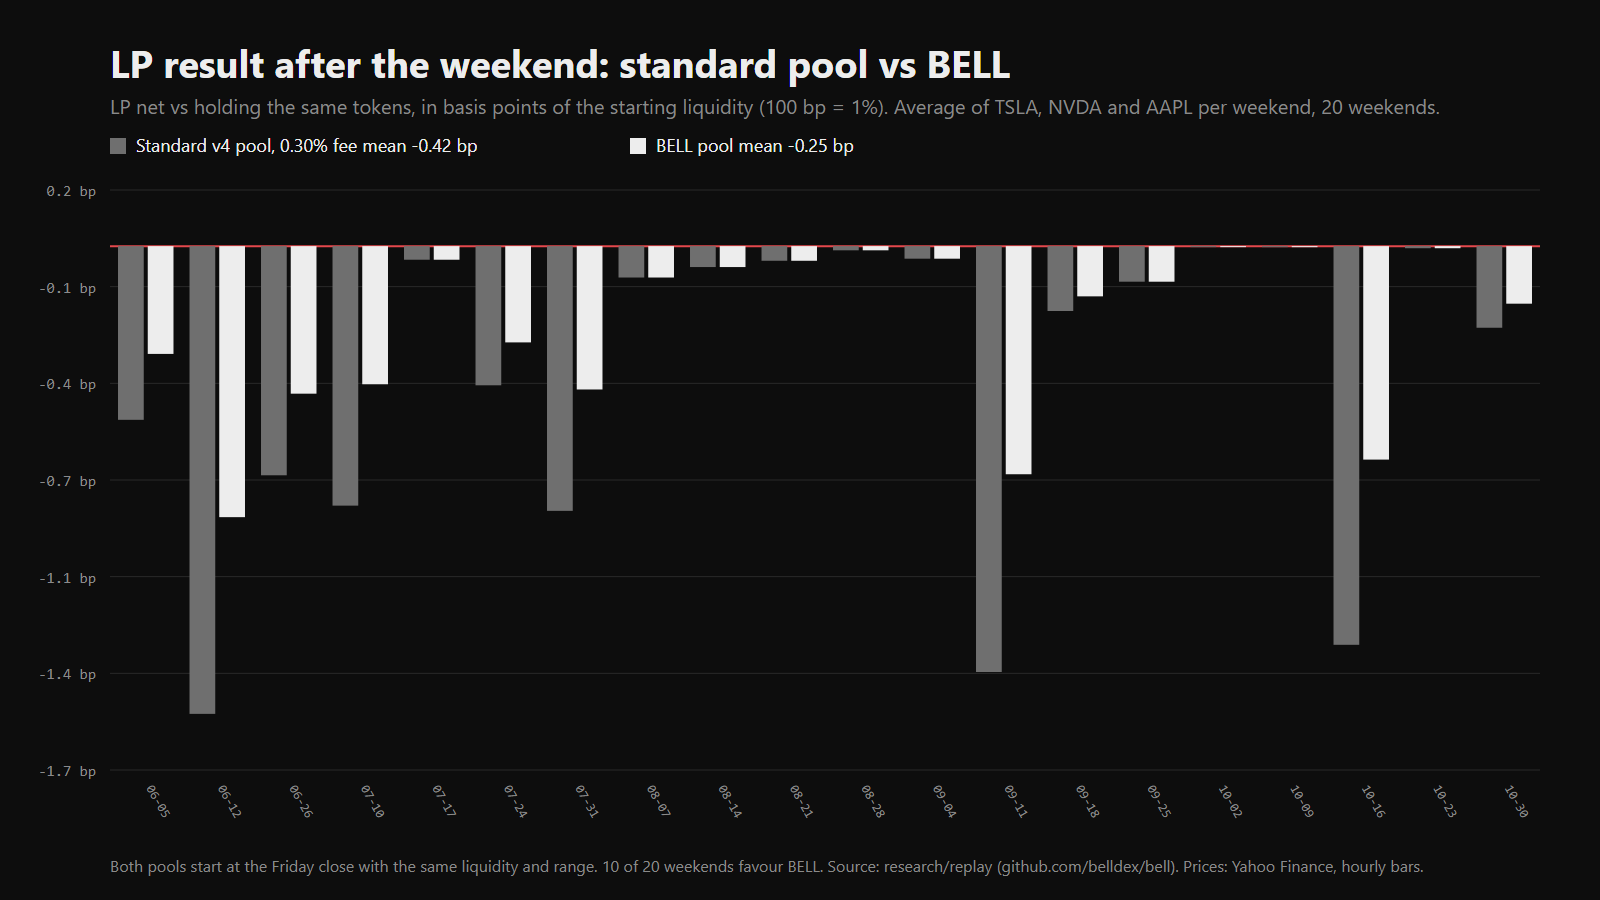 LP result after the weekend: standard pool vs BELL
LP net vs holding the same tokens, in basis points of the starting liquidity (100 bp = 1%). Average of TSLA, NVDA and AAPL per weekend, 20 weekends.
Standard v4 pool, 0.30% fee mean -0.42 bp
BELL pool mean -0.25 bp
0.2 bp
-0.1 bp
-0.4 bp
-0.7 bp
-1.1 bp
-1.4 bp
-1.7 bp
06-05
06-12
06-26
07-10
07-17
07-24
07-31
08-07
08-14
08-21
08-28
09-04
09-11
09-18
09-25
10-02
10-09
10-16
10-23
10-30
Both pools start at the Friday close with the same liquidity and range. 10 of 20 weekends favour BELL. Source: research/replay (github.com/belldex/bell). Prices: Yahoo Finance, hourly bars.